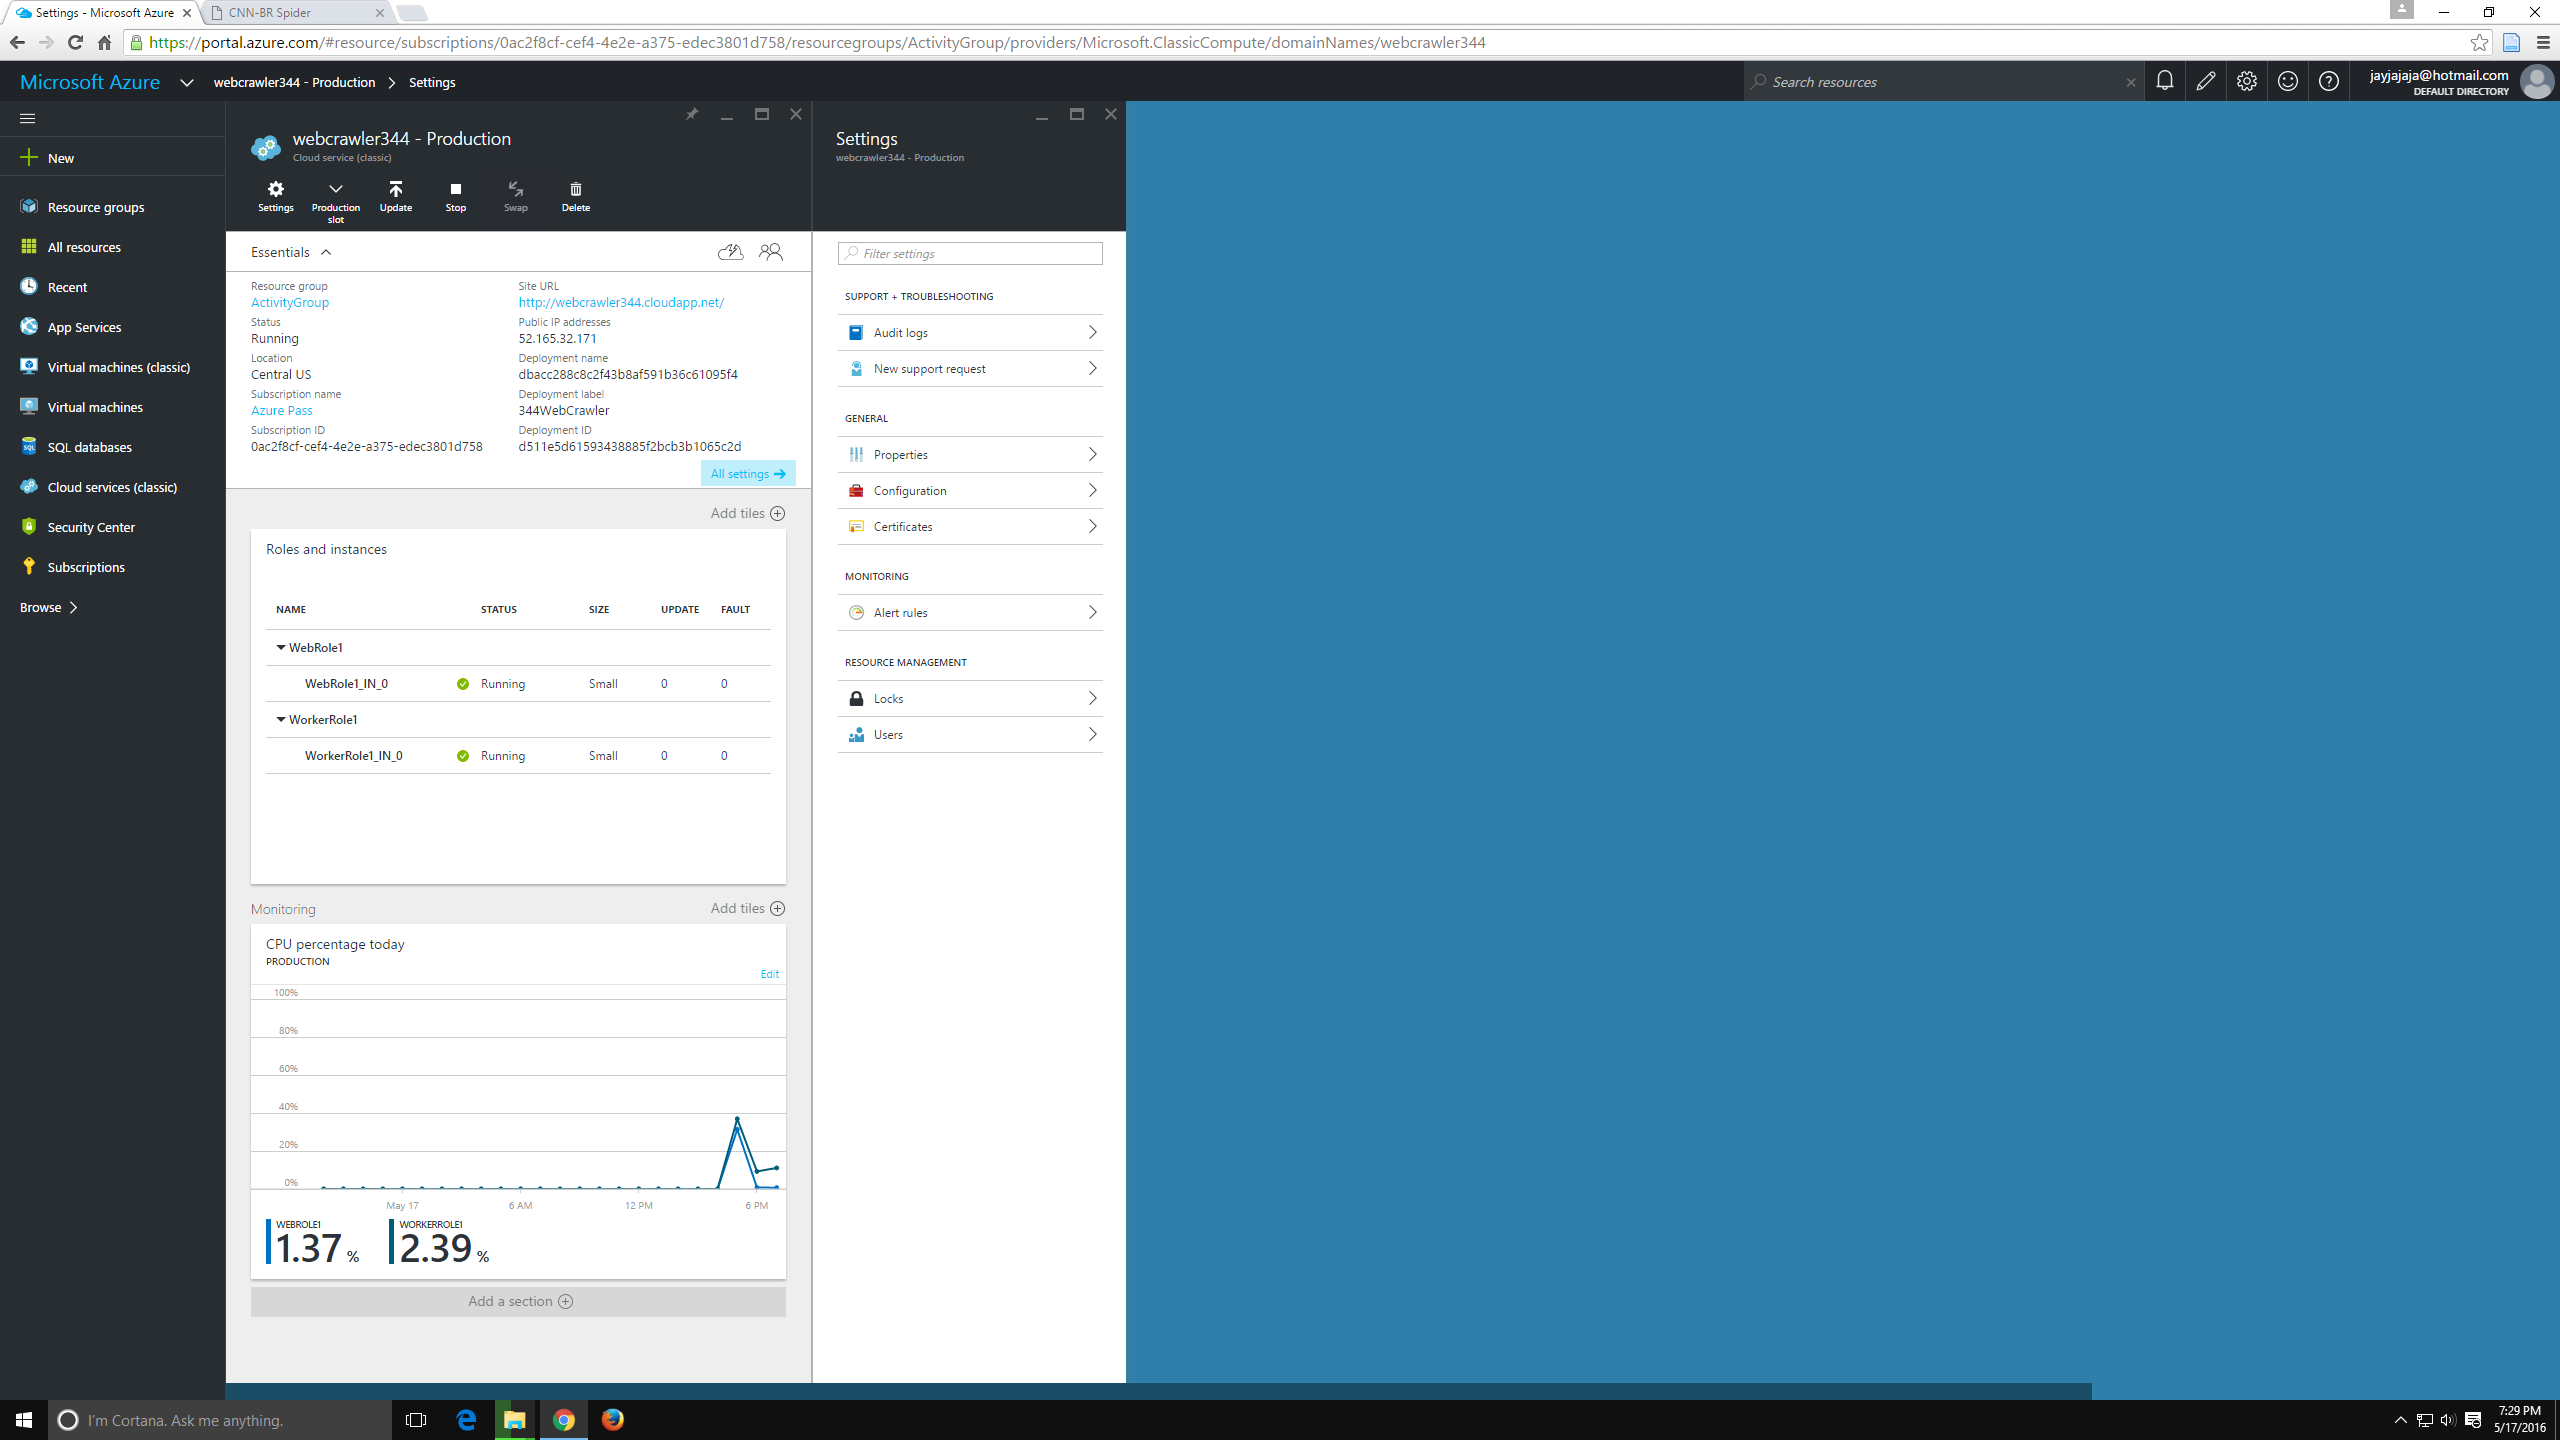 Settings - Microsoft Azure
CNN-BR Spider
https://portal.azure.com/#resource/subscriptions/0ac2f8cf-cef4-4e2e-a375-edec3801d758/resourcegroups/ActivityGroup/providers/Microsoft.ClassicCompute/domainNames/webcrawler344
Microsoft Azure
webcrawler344 - Production > Settings
Search resources
jayjajaja@hotmail.com
DEFAULT DIRECTORY
New
Resource groups
All resources
Recent
App Services
Virtual machines (classic)
Virtual machines
SQL databases
Cloud services (classic)
Security Center
Subscriptions
Browse
webcrawler344 - Production
Cloud service (classic)
Settings
Production slot
Update
Stop
Swap
Delete
Essentials
Resource group
ActivityGroup
Status
Running
Location
Central US
Subscription name
Azure Pass
Subscription ID
0ac2f8cf-cef4-4e2e-a375-edec3801d758
Site URL
http://webcrawler344.cloudapp.net/
Public IP addresses
52.165.32.171
Deployment name
dbacc288c8c2f43b8af591b36c61095f4
Deployment label
344WebCrawler
Deployment ID
d511e5d61593438885f2bcb3b1065c2d
All settings
Add tiles
Roles and instances
NAME STATUS SIZE UPDATE FAULT
WebRole1
WebRole1_IN_0 Running Small 0 0
WorkerRole1
WorkerRole1_IN_0 Running Small 0 0
Monitoring
Add tiles
CPU percentage today
PRODUCTION
Edit
100%
80%
60%
40%
20%
0%
May 17 6 AM 12 PM 6 PM
WEBROLE1
1.37 %
WORKERROLE1
2.39 %
Add a section
Settings
webcrawler344 - Production
Filter settings
SUPPORT + TROUBLESHOOTING
Audit logs
New support request
GENERAL
Properties
Configuration
Certificates
MONITORING
Alert rules
RESOURCE MANAGEMENT
Locks
Users
I'm Cortana. Ask me anything.
7:29 PM
5/17/2016